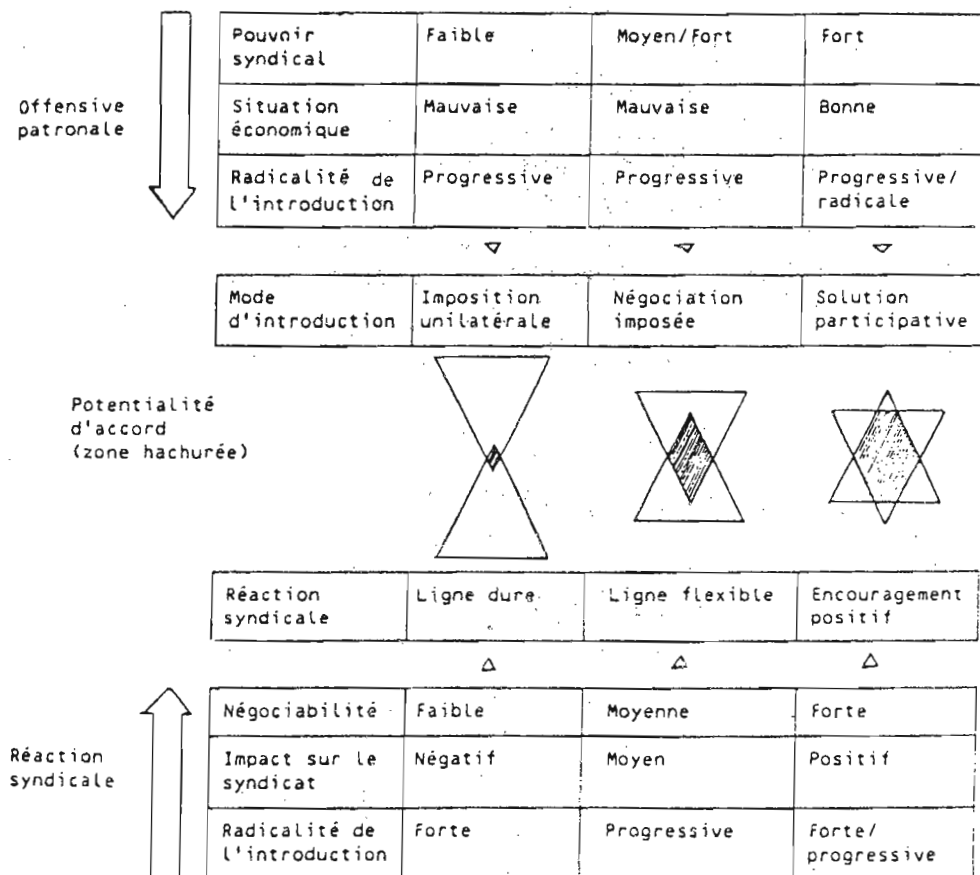 Pouvoir syndical Faible Moyen/Fort Fort
Offensive patronale
Situation économique Mauvaise Mauvaise Bonne
Radicalité de l'introduction Progressive Progressive Progressive/ radicale
Mode d'introduction Imposition unilatérale Négociation imposée Solution participative
Potentialité
d'accord
(zone hachurée)
Réaction syndicale Ligne dure Ligne flexible Encouragement positif
Négociabilité Faible Moyenne Forte
Réaction syndicale
Impact sur le syndicat Négatif Moyen Positif
Radicalité de l'introduction Forte Progressive Forte/ progressive